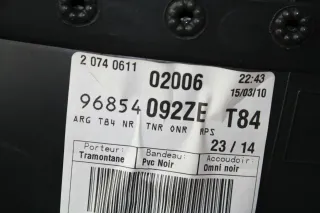 2 074 0611
02006
22:43
15/03/10
96854 092ZE T84
ARG T84 NR TNR ONR RPS
23 / 14
Porteur: Bandeau: Accoudoir:
Tramontane Pvc Noir Omni noir